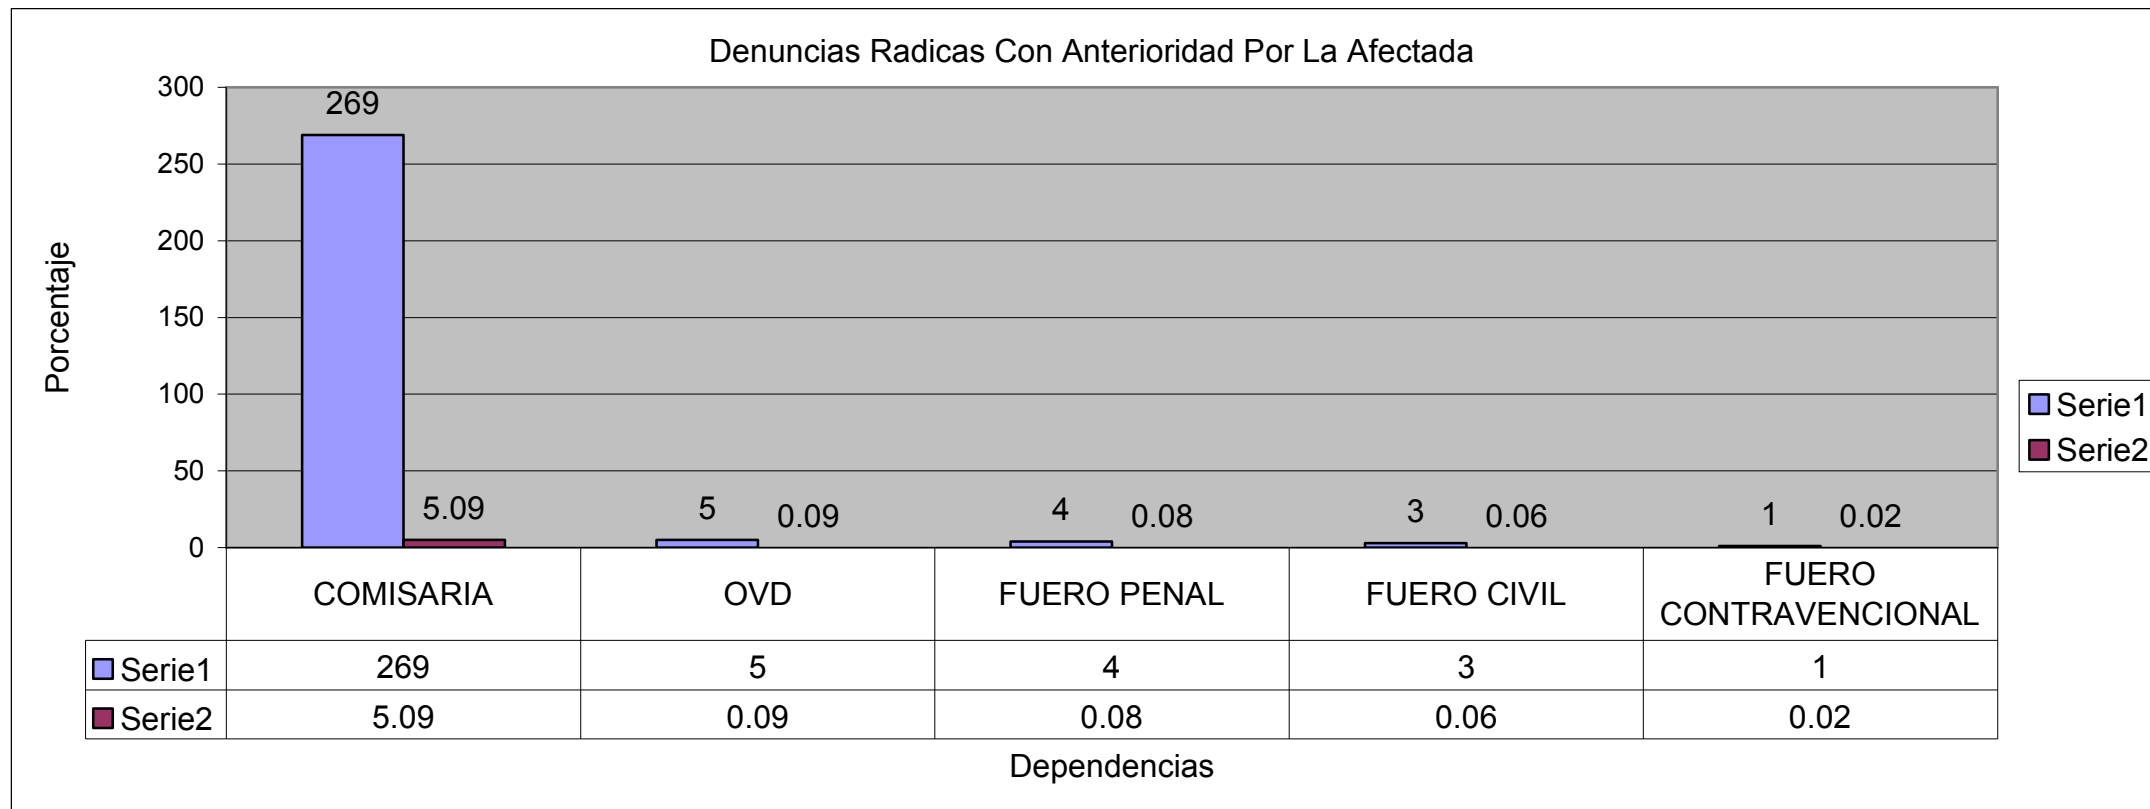 Denuncias Radicas Con Anterioridad Por La Afectada
Porcentaje
300
250
200
150
100
50
0
269
5.09
5
0.09
4
0.08
3
0.06
1
0.02
COMISARIA
OVD
FUERO PENAL
FUERO CIVIL
FUERO
CONTRAVENCIONAL
Serie1 269 5 4 3 1
Serie2 5.09 0.09 0.08 0.06 0.02
Dependencias
Serie1
Serie2